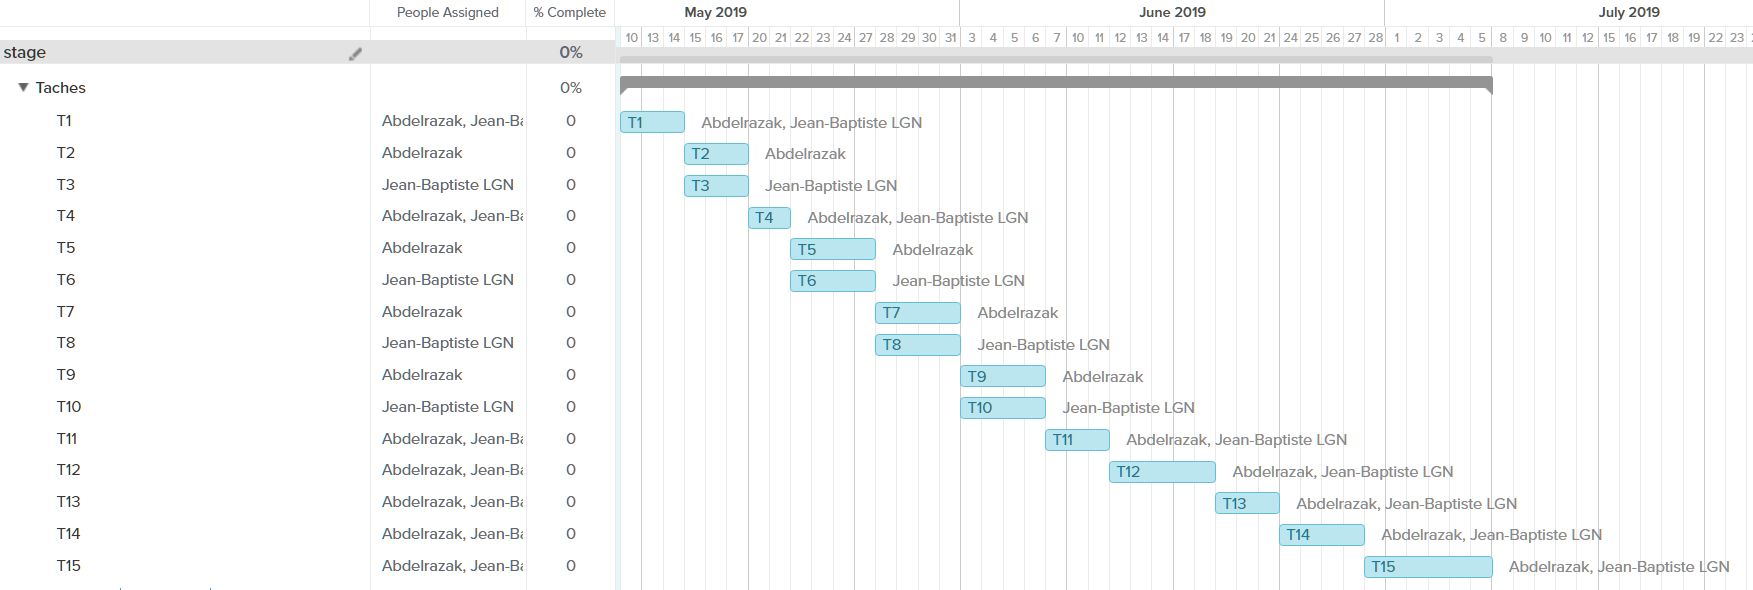 People Assigned % Complete May 2019 June 2019 July 2019
10 13 14 15 16 17 20 21 22 23 24 27 28 29 30 31 3 4 5 6 7 10 11 12 13 14 17 18 19 20 21 24 25 26 27 28 1 2 3 4 5 8 9 10 11 12 15 16 17 18 19 22 23
stage 0%
Taches 0%
T1 Abdelrazak, Jean-Ba 0 T1 Abdelrazak, Jean-Baptiste LGN
T2 Abdelrazak 0 T2 Abdelrazak
T3 Jean-Baptiste LGN 0 T3 Jean-Baptiste LGN
T4 Abdelrazak, Jean-Ba 0 T4 Abdelrazak, Jean-Baptiste LGN
T5 Abdelrazak 0 T5 Abdelrazak
T6 Jean-Baptiste LGN 0 T6 Jean-Baptiste LGN
T7 Abdelrazak 0 T7 Abdelrazak
T8 Jean-Baptiste LGN 0 T8 Jean-Baptiste LGN
T9 Abdelrazak 0 T9 Abdelrazak
T10 Jean-Baptiste LGN 0 T10 Jean-Baptiste LGN
T11 Abdelrazak, Jean-Ba 0 T11 Abdelrazak, Jean-Baptiste LGN
T12 Abdelrazak, Jean-Ba 0 T12 Abdelrazak, Jean-Baptiste LGN
T13 Abdelrazak, Jean-Ba 0 T13 Abdelrazak, Jean-Baptiste LGN
T14 Abdelrazak, Jean-Ba 0 T14 Abdelrazak, Jean-Baptiste LGN
T15 Abdelrazak, Jean-Ba 0 T15 Abdelrazak, Jean-Baptiste LGN